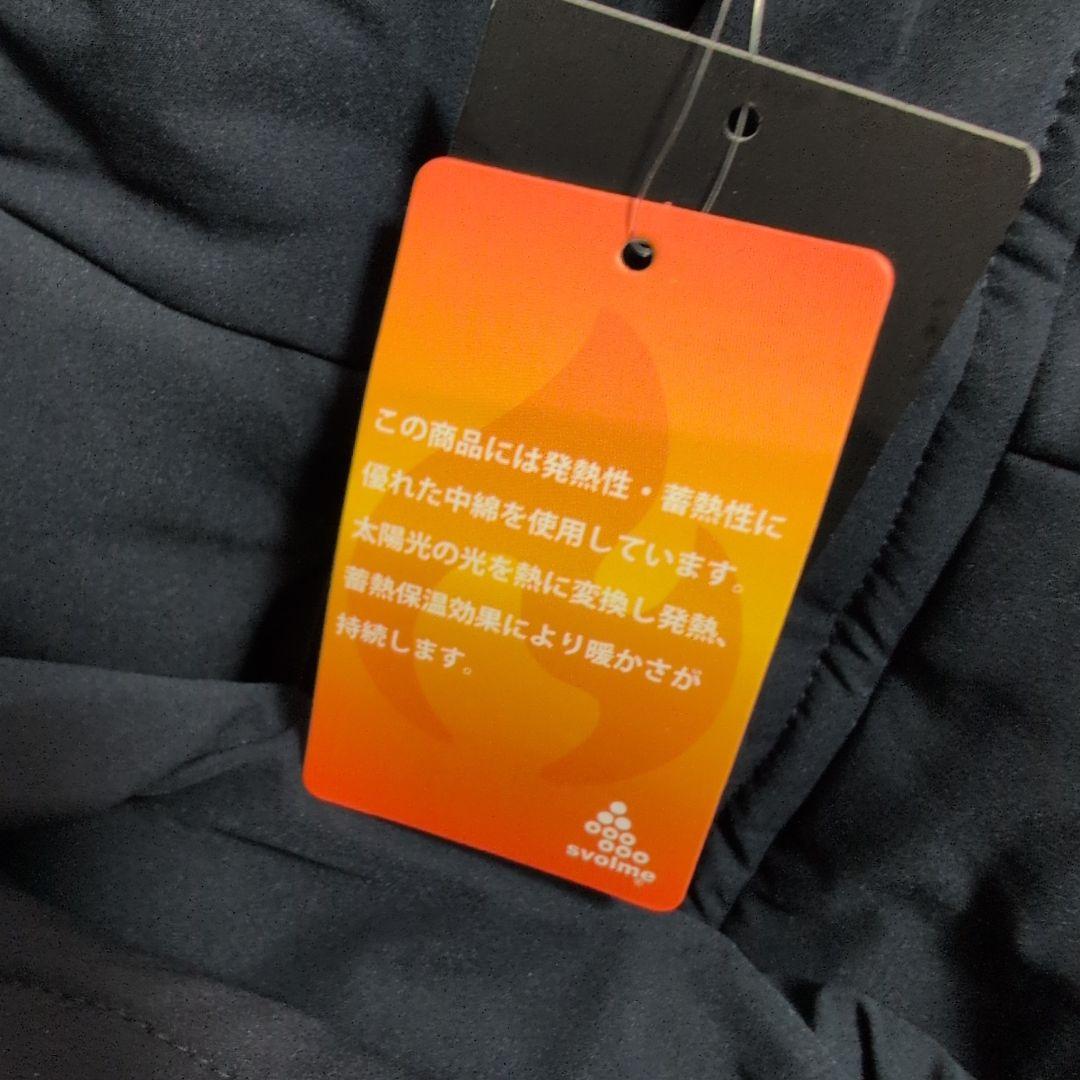 この商品には発熱性・蓄熱性に
優れた中綿を使用しています。
太陽光の光を熱に変換し発熱、
蓄熱保温効果により暖かさが
持続します。
svolme